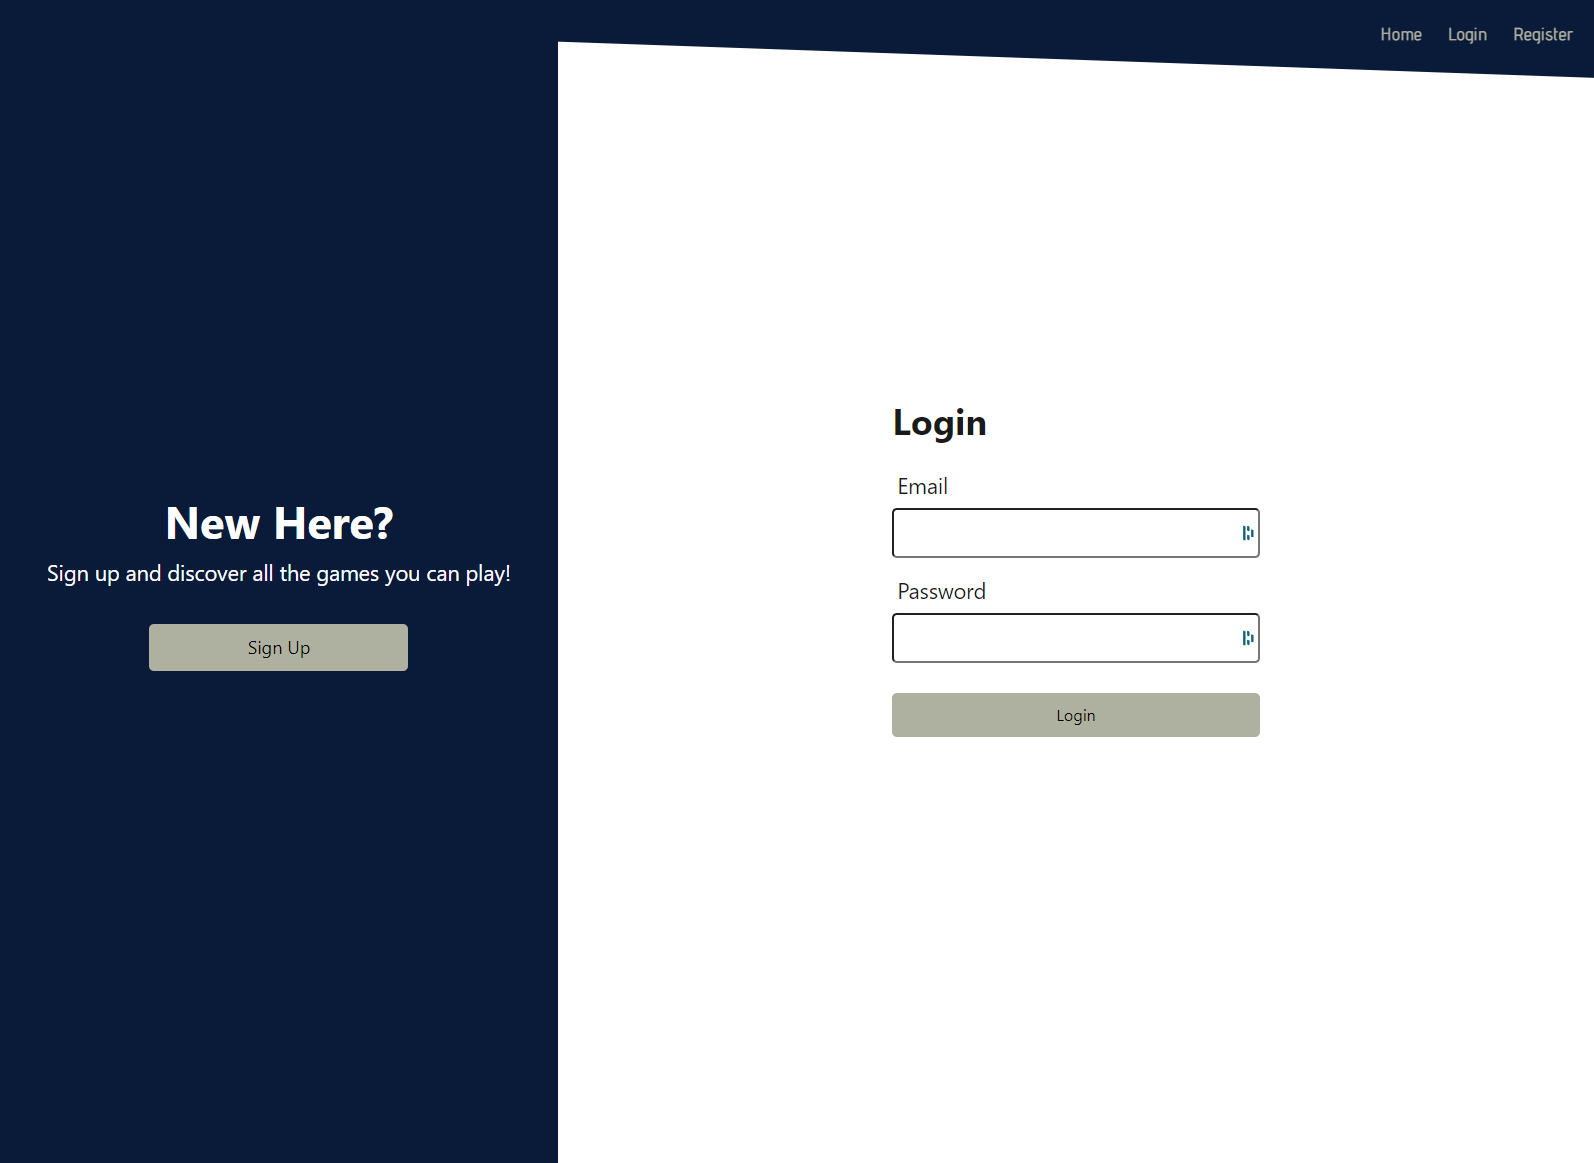 Home Login Register
New Here?
Sign up and discover all the games you can play!
Sign Up
Login
Email
Password
Login